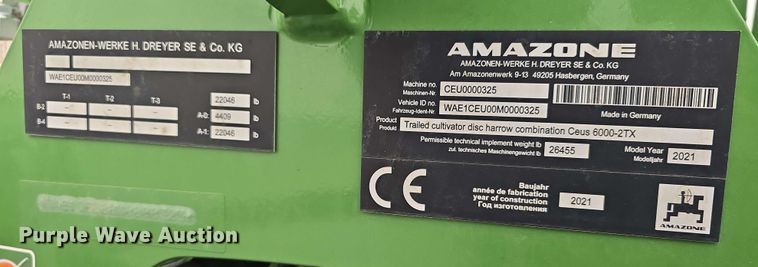 AMAZONEN-WERKE H. DREYER SE & Co. KG
WAE1CEU00M0000325
T-1 T-2 T-3 22046 lb
B-2 A-0: 4409 lb
B-4 A-1: 22046 lb
AMAZONE
AMAZONEN-WERKE H. DREYER SE & Co. KG
Am Amazonenwerk 9-13 49205 Hasbergen, Germany
Machine no. CEU0000325
Maschinen-Nr.
Vehicle ID no WAE1CEU00M0000325 Made in Germany
Fahrzeug-Ident-Nr.
Product Trailed cultivator disc harrow combination Ceus 6000-2TX
Produkt
Permissible technical implement weight lb 26455 Model Year 2021
zul. technisches Maschinengewicht lb Modelljahr
CE
Baujahr
année de fabrication
year of construction 2021
Год изготовления
AMAZONE
Purple Wave Auction